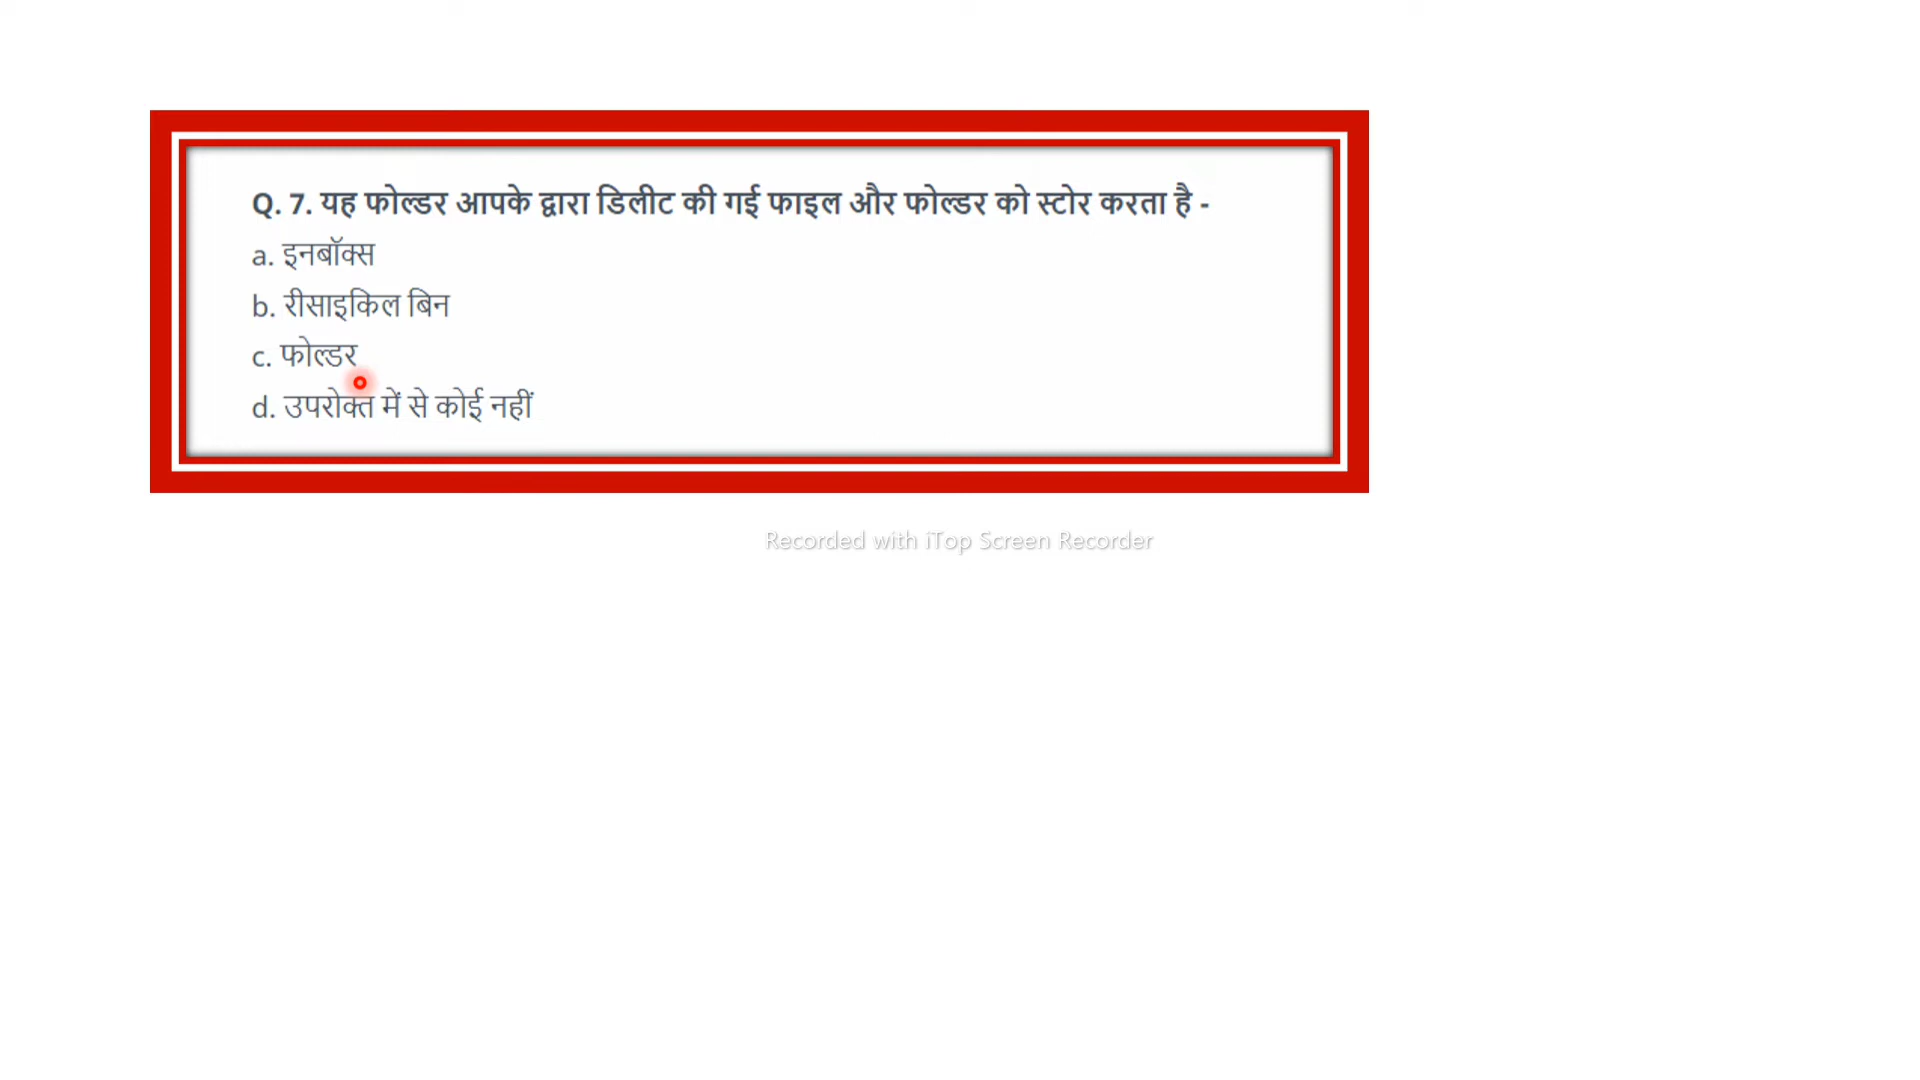 Q. 7. यह फोल्डर आपके द्वारा डिलीट की गई फाइल और फोल्डर को स्टोर करता है -
a. इनबॉक्स
b. रीसाइकिल बिन
c. फोल्डर
d. उपरोक्त में से कोई नहीं
Recorded with iTop Screen Recorder